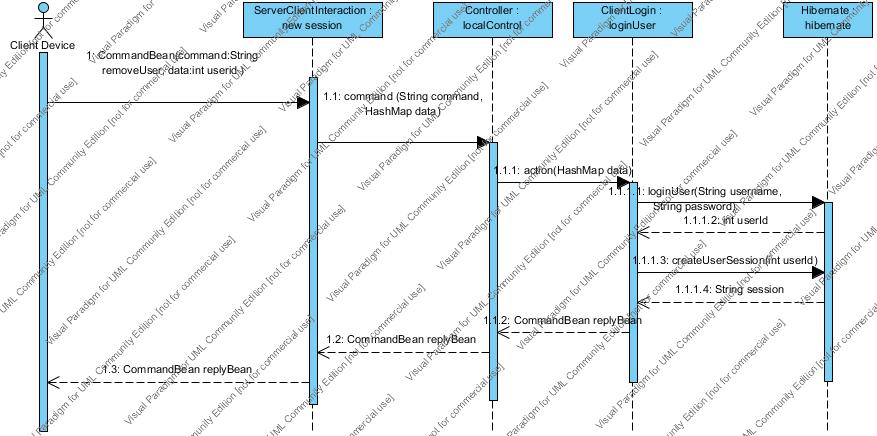 ServerClientInteraction :
new session
Controller :
localControl
ClientLogin :
loginUser
Hibernate :
hibernate
Client Device
1: CommandBean(command:String
removeUser, data:int userid )
1.1: command (String command,
HashMap data)
1.1.1: action(HashMap data)
1.1.1.1: loginUser(String username,
String password)
1.1.1.2: int userId
1.1.1.3: createUserSession(int userId)
1.1.1.4: String session
1.1.2: CommandBean replyBean
1.2: CommandBean replyBean
1.3: CommandBean replyBean
Visual Paradigm for UML Community Edition [not for commercial use]